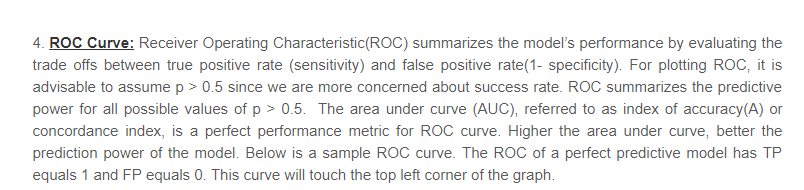 4. ROC Curve: Receiver Operating Characteristic(ROC) summarizes the model's performance by evaluating the
trade offs between true positive rate (sensitivity) and false positive rate(1- specificity). For plotting ROC, it is
advisable to assume p > 0.5 since we are more concerned about success rate. ROC summarizes the predictive
power for all possible values of p > 0.5. The area under curve (AUC), referred to as index of accuracy(A) or
concordance index, is a perfect performance metric for ROC curve. Higher the area under curve, better the
prediction power of the model. Below is a sample ROC curve. The ROC of a perfect predictive model has TP
equals 1 and FP equals 0. This curve will touch the top left corner of the graph.